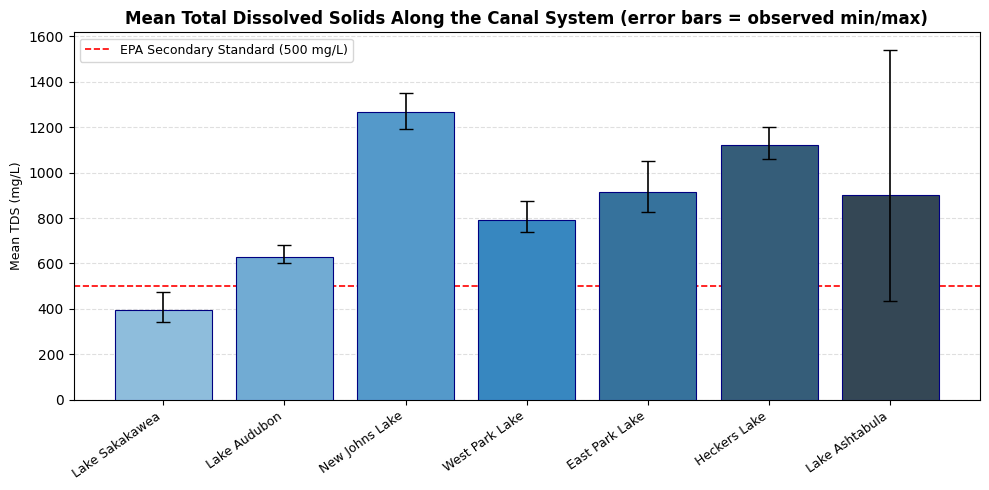 Mean Total Dissolved Solids Along the Canal System (error bars = observed min/max)
EPA Secondary Standard (500 mg/L)
Mean TDS (mg/L)
1600
1400
1200
1000
800
600
400
200
0
Lake Sakakawea
Lake Audubon
New Johns Lake
West Park Lake
East Park Lake
Heckers Lake
Lake Ashtabula